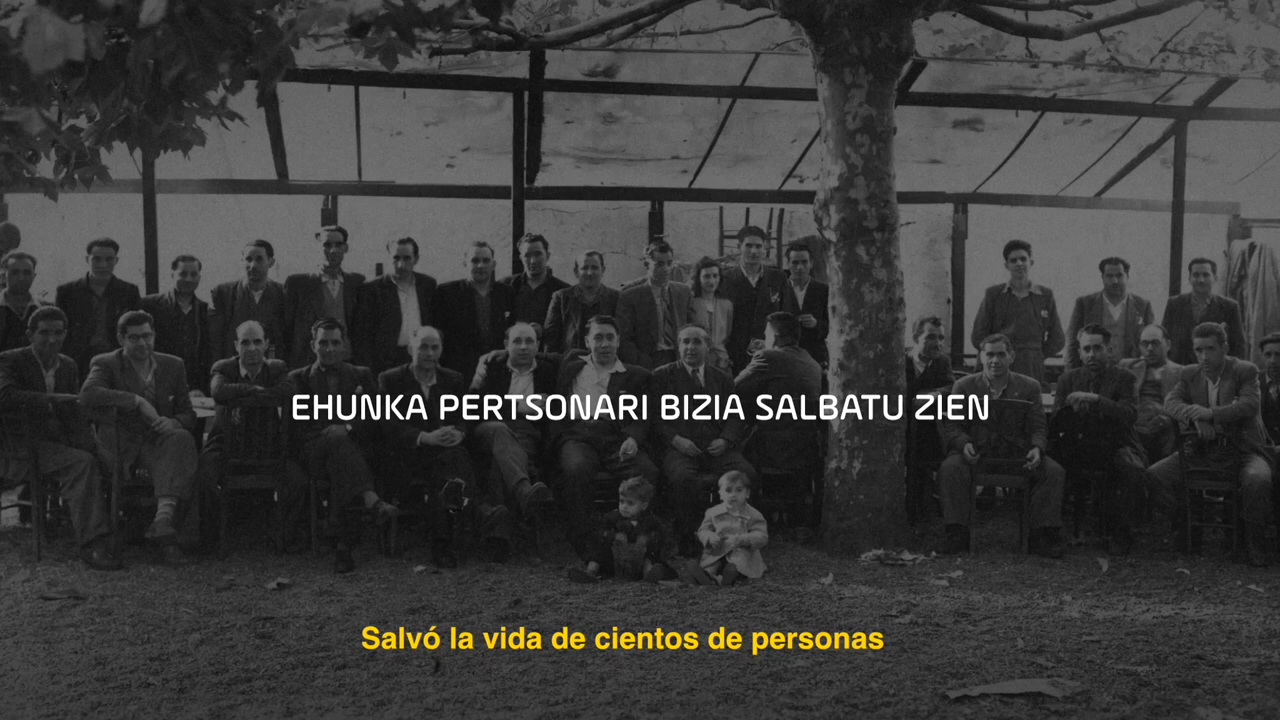 EHUNKA PERTSONARI BIZIA SALBATU ZIEN
Salvó la vida de cientos de personas